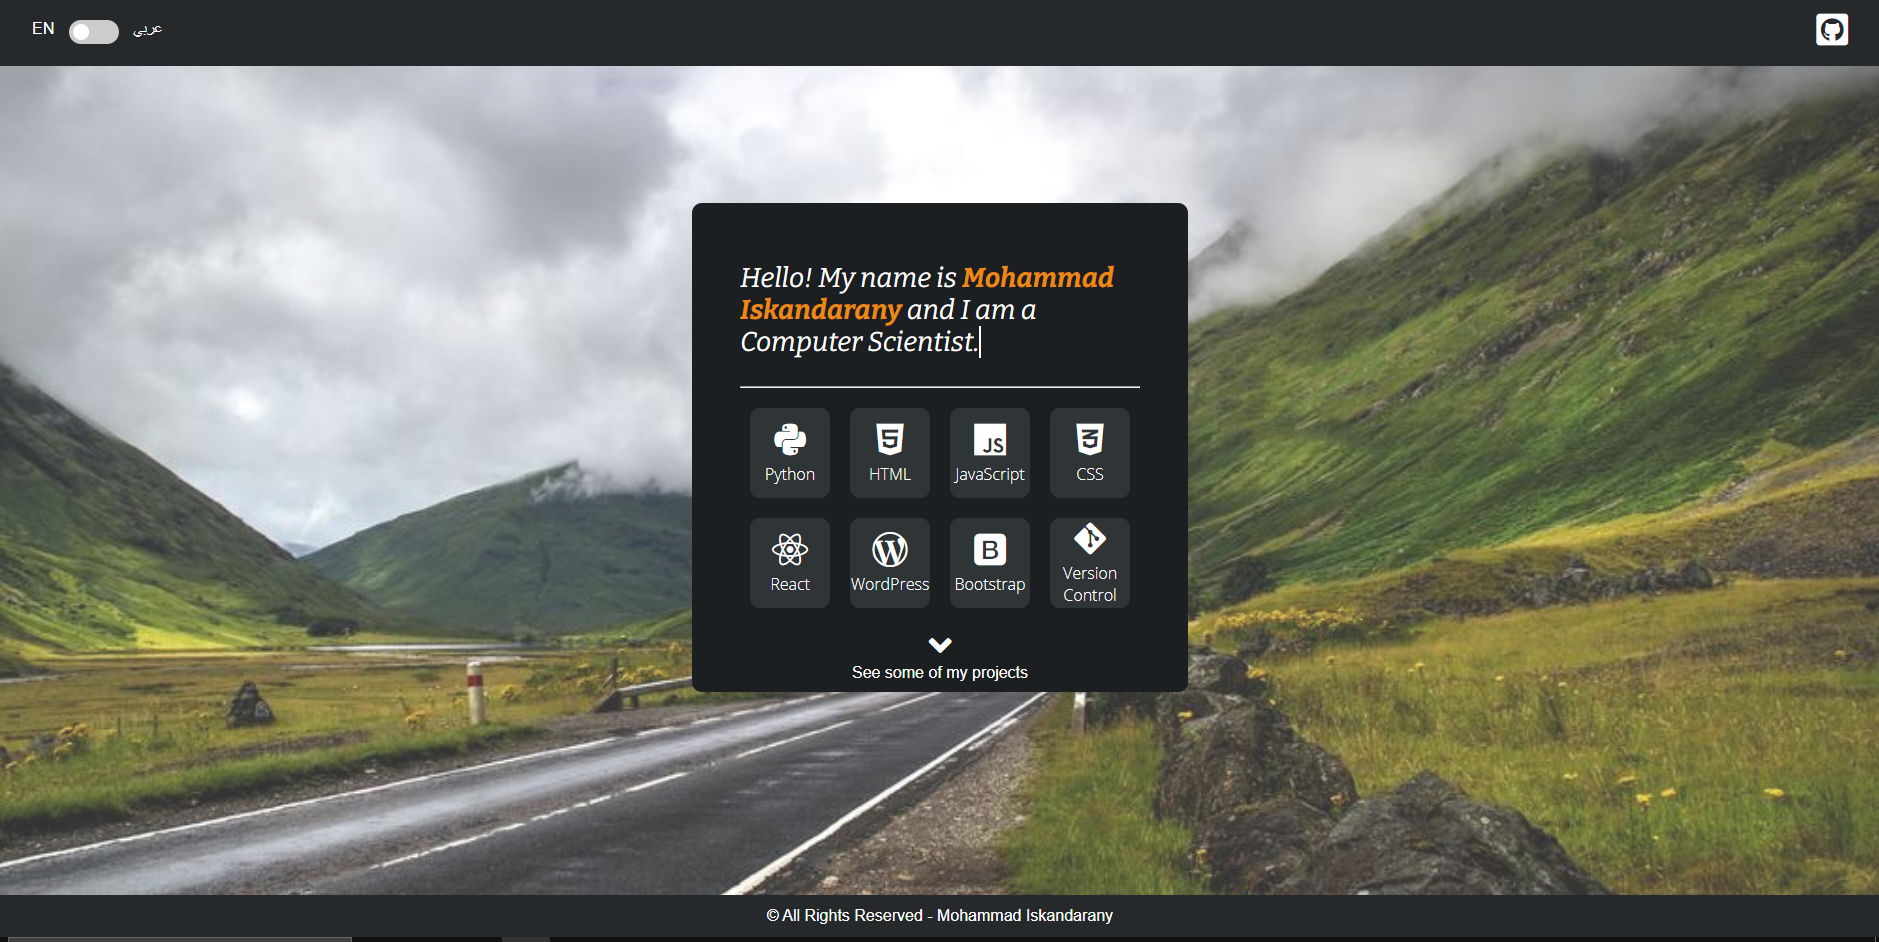 EN عربي
Hello! My name is Mohammad
Iskandarany and I am a
Computer Scientist.
Python HTML JavaScript CSS
React WordPress Bootstrap Version
Control
See some of my projects
© All Rights Reserved - Mohammad Iskandarany